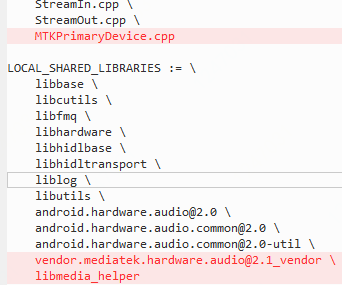 StreamIn.cpp \
StreamOut.cpp \
MTKPrimaryDevice.cpp
LOCAL_SHARED_LIBRARIES := \
libbase \
libcutils \
libfmq \
libhardware \
libhidlbase \
libhidltransport \
liblog \
libutils \
android.hardware.audio@2.0 \
android.hardware.audio.common@2.0 \
android.hardware.audio.common@2.0-util \
vendor.mediatek.hardware.audio@2.1_vendor \
libmedia_helper